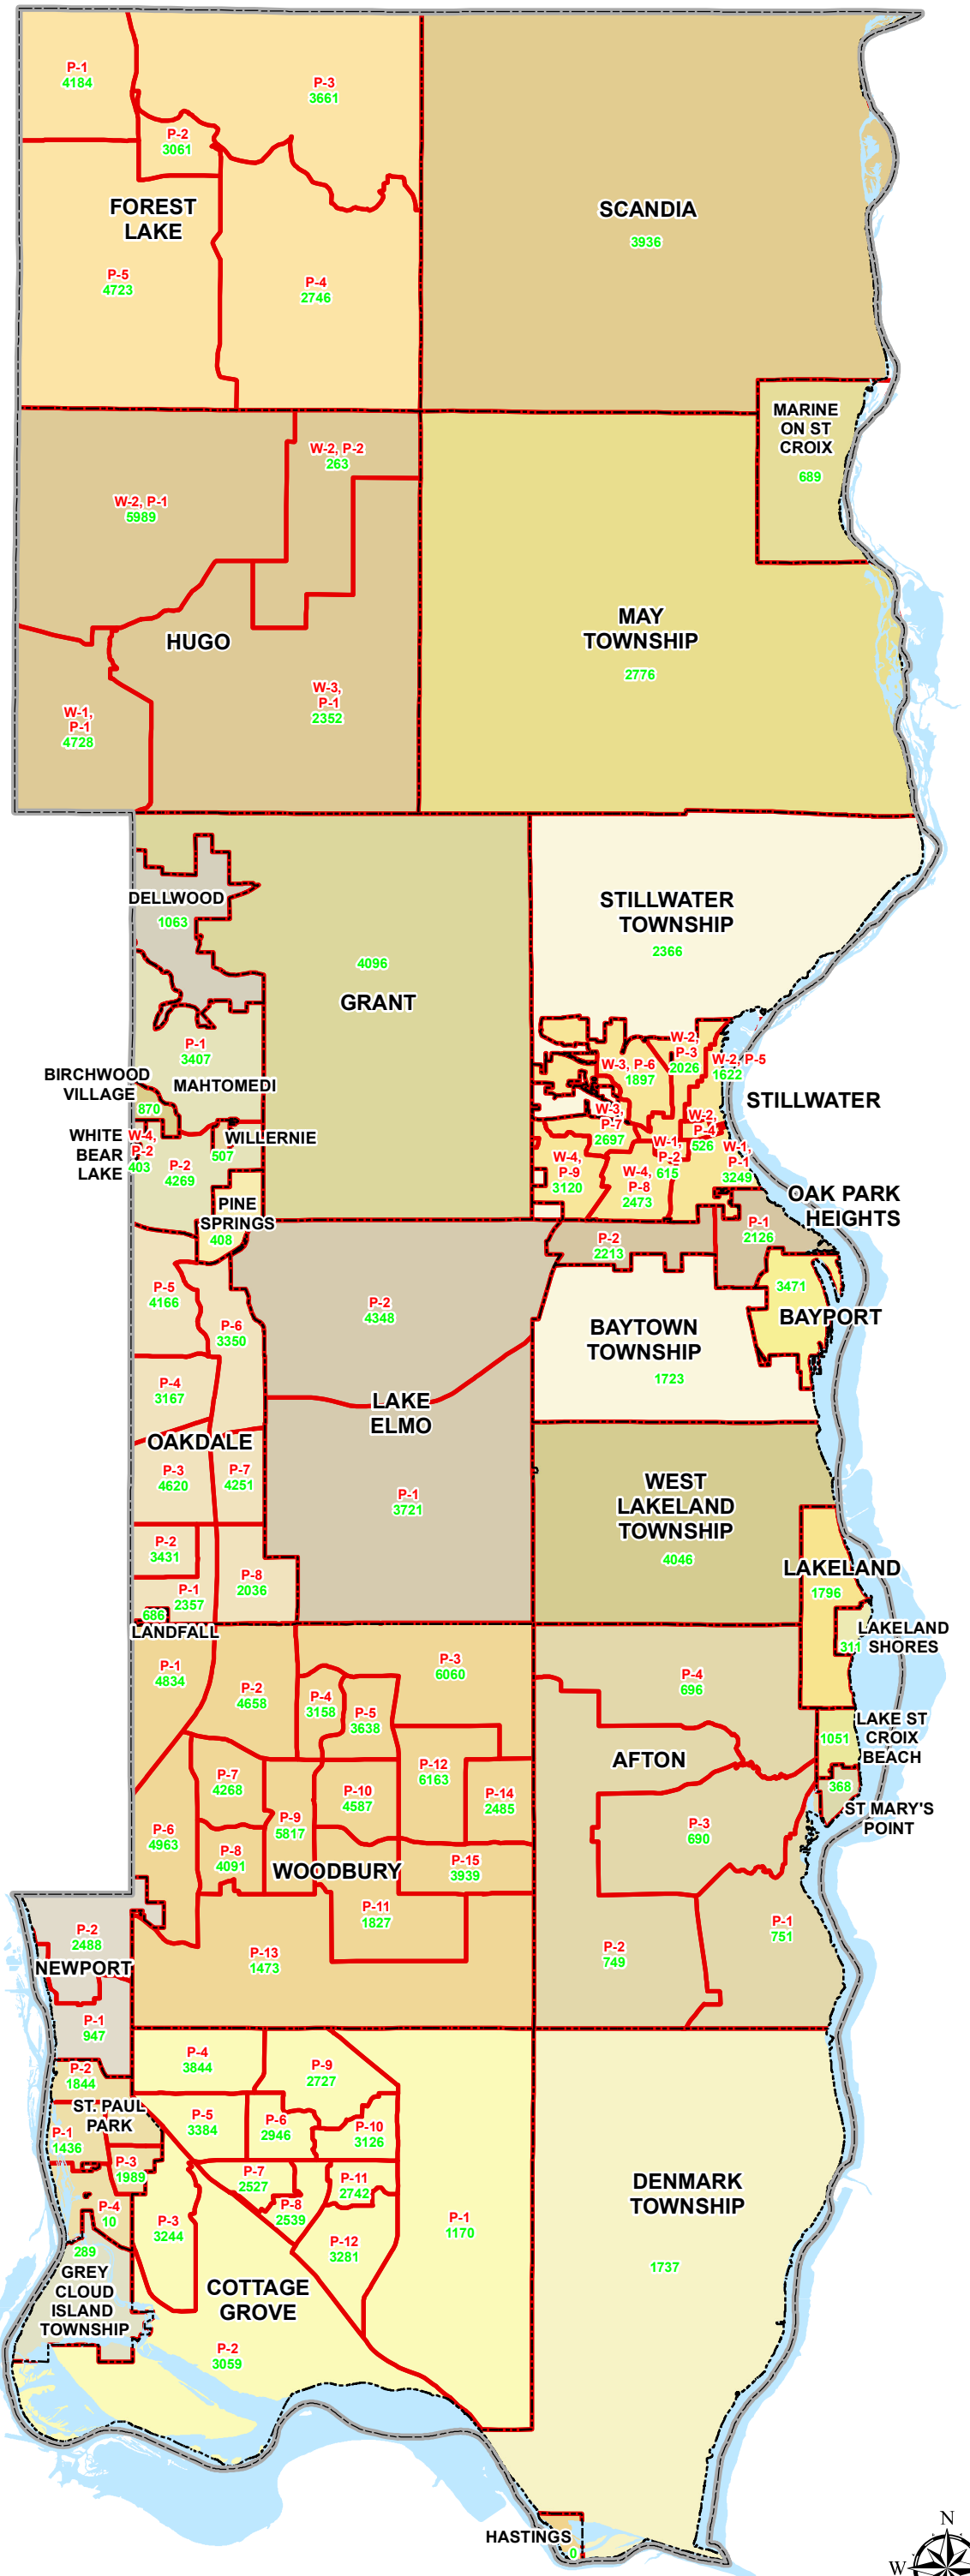 P-1
4184
P-3
3661
P-2
3061
FOREST
LAKE
P-5
4723
P-4
2746
SCANDIA
3936
MARINE
ON ST
CROIX
689
W-2, P-2
263
W-2, P-1
5989
HUGO
W-3,
P-1
2352
W-1,
P-1
4728
MAY
TOWNSHIP
2776
DELLWOOD
1063
4096
GRANT
STILLWATER
TOWNSHIP
2366
P-1
3407
MAHTOMEDI
BIRCHWOOD
VILLAGE
870
WHITE
BEAR
LAKE
W-4,
P-2
403
P-2
4269
WILLERNIE
507
PINE
SPRINGS
408
W-3, P-6
1897
W-2,
P-3
2026
W-2, P-5
1622
STILLWATER
W-3,
P-7
2697
W-2,
P-4
526
W-1,
P-2
615
W-1,
P-1
3249
W-4,
P-9
3120
W-4,
P-8
2473
OAK PARK
HEIGHTS
P-1
2126
P-2
2213
3471
BAYPORT
BAYTOWN
TOWNSHIP
1723
P-5
4166
P-6
3350
P-2
4348
P-4
3167
LAKE
ELMO
OAKDALE
P-3
4620
P-7
4251
P-1
3721
WEST
LAKELAND
TOWNSHIP
4046
P-2
3431
P-1
2357
P-8
2036
686
LANDFALL
LAKELAND
1796
LAKELAND
SHORES
311
P-1
4834
P-2
4658
P-3
6060
P-4
3158
P-5
3638
P-4
696
AFTON
LAKE ST
CROIX
BEACH
1051
368
ST MARY'S
POINT
P-7
4268
P-10
4587
P-12
6163
P-14
2485
P-9
5817
P-6
4963
P-8
4091
WOODBURY
P-15
3939
P-3
690
P-11
1827
P-13
1473
P-2
749
P-1
751
P-2
2488
NEWPORT
P-1
947
P-2
1844
ST. PAUL
PARK
P-1
1436
P-3
1989
P-4
10
289
GREY
CLOUD
ISLAND
TOWNSHIP
P-4
3844
P-9
2727
P-5
3384
P-6
2946
P-10
3126
P-7
2527
P-11
2742
P-8
2539
P-3
3244
P-12
3281
P-1
1170
COTTAGE
GROVE
P-2
3059
DENMARK
TOWNSHIP
1737
HASTINGS
0
N
W